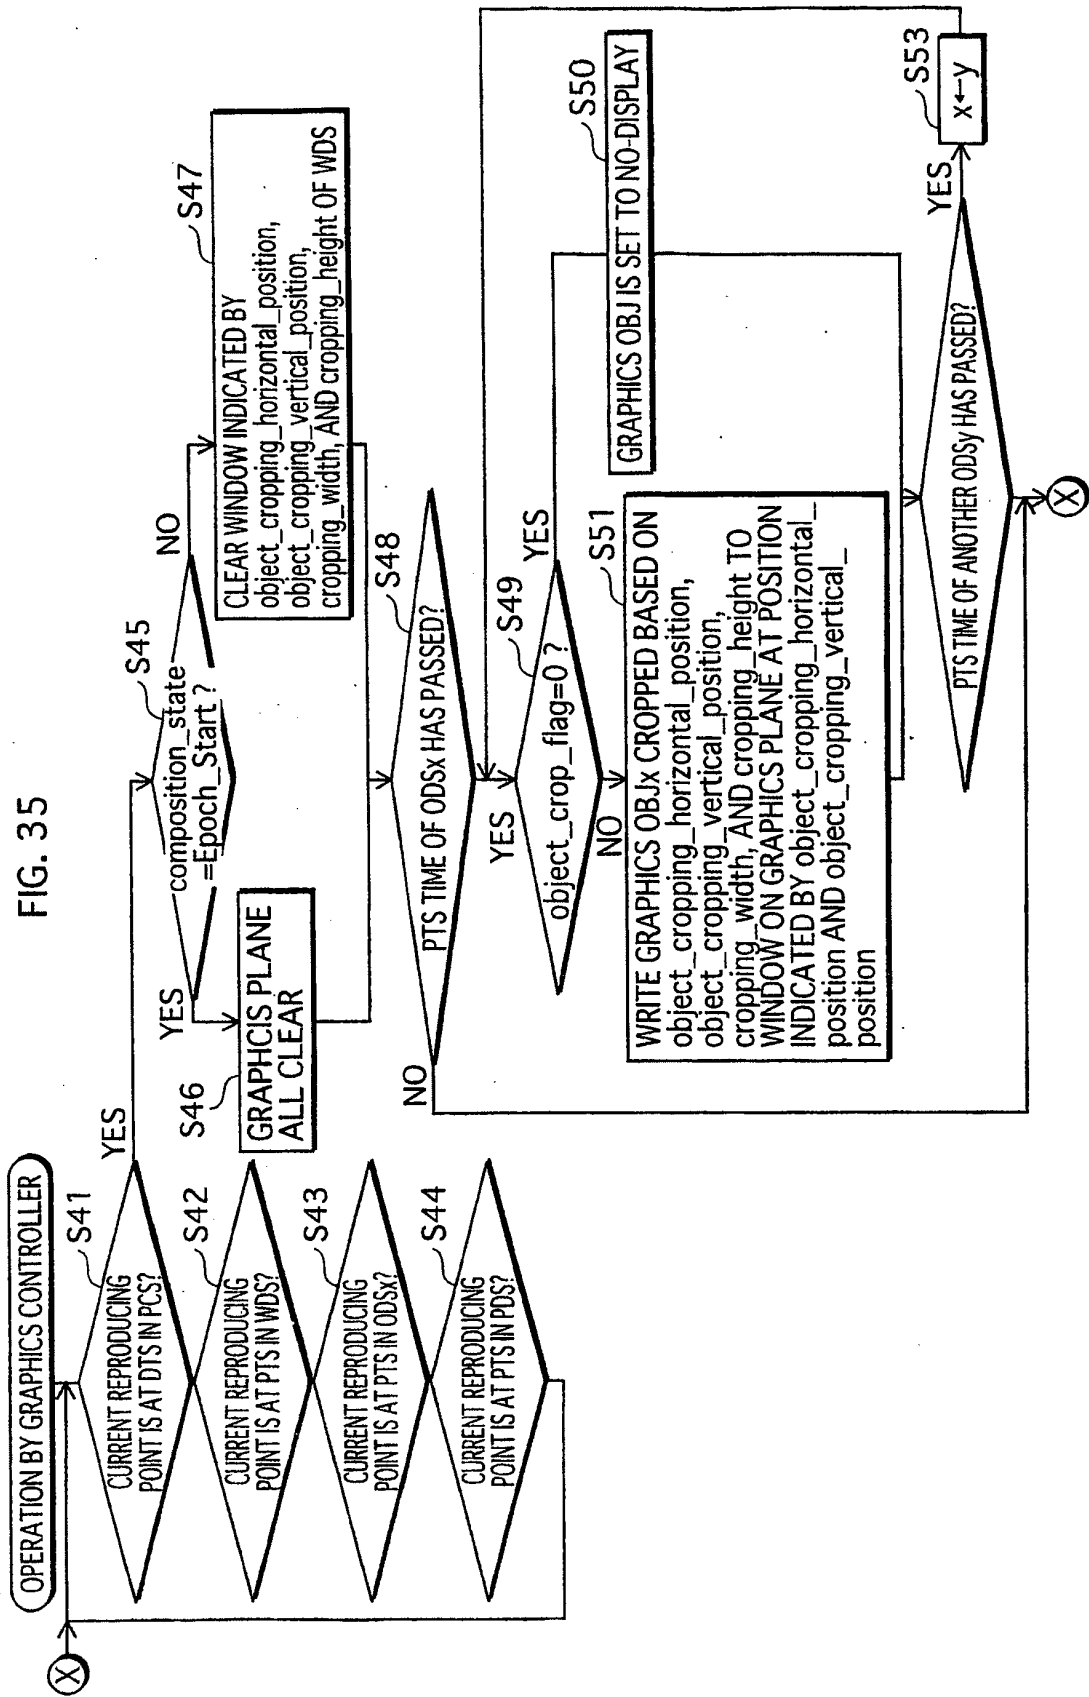 FIG. 35
OPERATION BY GRAPHICS CONTROLLER
X
S41
CURRENT REPRODUCING
POINT IS AT DTS IN PCS?
YES
S42
CURRENT REPRODUCING
POINT IS AT PTS IN WDS?
S43
CURRENT REPRODUCING
POINT IS AT PTS IN ODSx?
S44
CURRENT REPRODUCING
POINT IS AT PTS IN PDS?
S45
composition_state
=Epoch_Start ?
YES
NO
S46
GRAPHCIS PLANE
ALL CLEAR
S47
CLEAR WINDOW INDICATED BY
object_cropping_horizontal_position,
object_cropping_vertical_position,
cropping_width, AND cropping_height OF WDS
S48
PTS TIME OF ODSx HAS PASSED?
NO
YES
S49
object_crop_flag=0 ?
YES
NO
S50
GRAPHICS OBJ IS SET TO NO-DISPLAY
S51
WRITE GRAPHICS OBJx CROPPED BASED ON
object_cropping_horizontal_position,
object_cropping_vertical_position,
cropping_width, AND cropping_height TO
WINDOW ON GRAPHICS PLANE AT POSITION
INDICATED BY object_cropping_horizontal_
position AND object_cropping_vertical_
position
PTS TIME OF ANOTHER ODSy HAS PASSED?
YES
S53
x←y
X